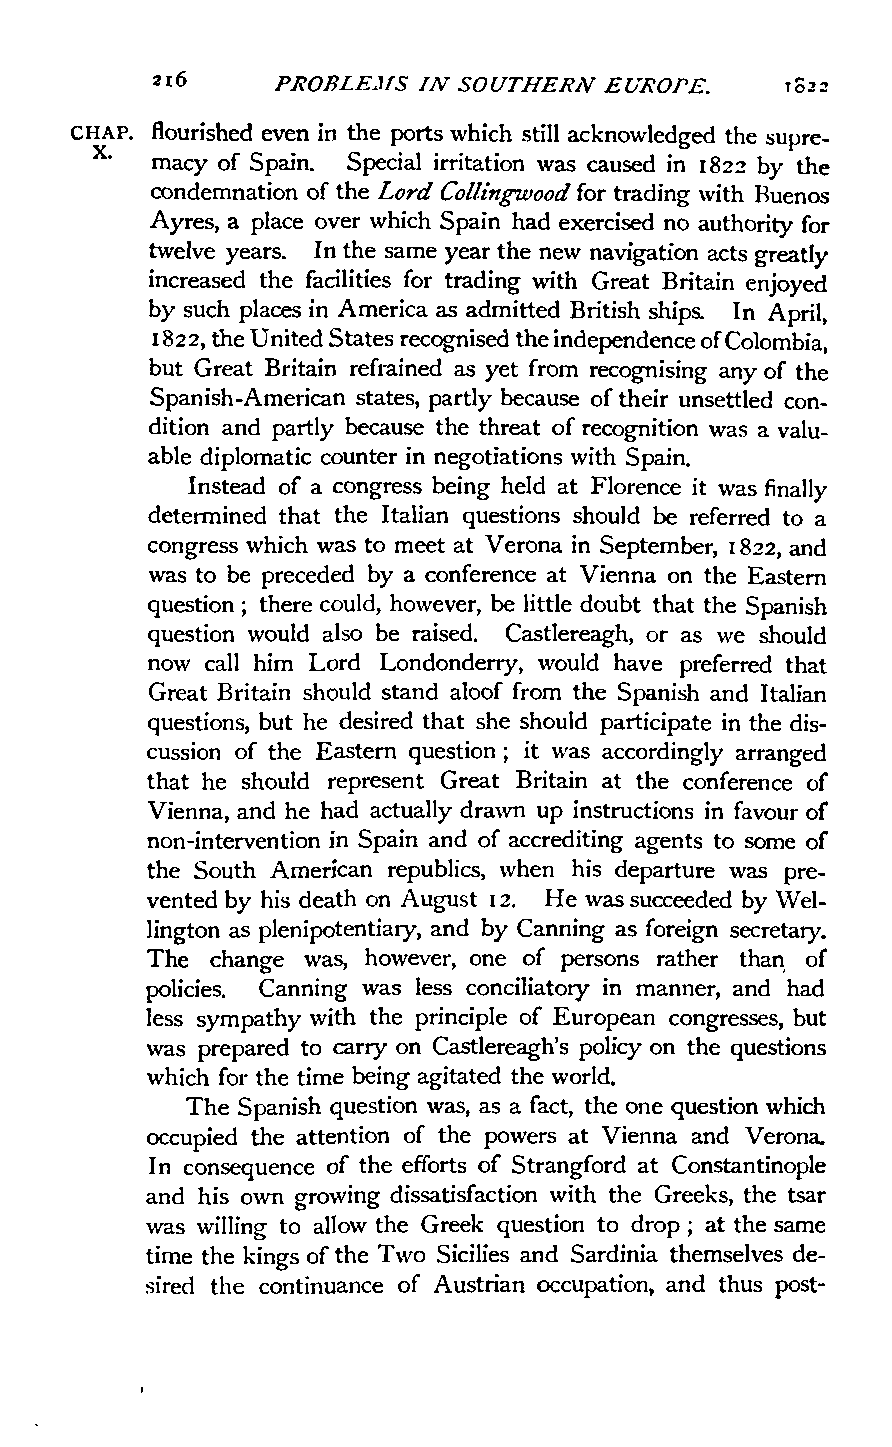 216 PROBLEMS IN SOUTHERN EUROPE. 1822
CHAP. flourished even in the ports which still acknowledged the supre-
X. macy of Spain. Special irritation was caused in 1822 by the
condemnation of the Lord Collingwood for trading with Buenos
Ayres, a place over which Spain had exercised no authority for
twelve years. In the same year the new navigation acts greatly
increased the facilities for trading with Great Britain enjoyed
by such places in America as admitted British ships. In April,
1822, the United States recognised the independence of Colombia,
but Great Britain refrained as yet from recognising any of the
Spanish-American states, partly because of their unsettled con-
dition and partly because the threat of recognition was a valu-
able diplomatic counter in negotiations with Spain.
Instead of a congress being held at Florence it was finally
determined that the Italian questions should be referred to a
congress which was to meet at Verona in September, 1822, and
was to be preceded by a conference at Vienna on the Eastern
question ; there could, however, be little doubt that the Spanish
question would also be raised. Castlereagh, or as we should
now call him Lord Londonderry, would have preferred that
Great Britain should stand aloof from the Spanish and Italian
questions, but he desired that she should participate in the dis-
cussion of the Eastern question ; it was accordingly arranged
that he should represent Great Britain at the conference of
Vienna, and he had actually drawn up instructions in favour of
non-intervention in Spain and of accrediting agents to some of
the South American republics, when his departure was pre-
vented by his death on August 12. He was succeeded by Wel-
lington as plenipotentiary, and by Canning as foreign secretary.
The change was, however, one of persons rather than of
policies. Canning was less conciliatory in manner, and had
less sympathy with the principle of European congresses, but
was prepared to carry on Castlereagh's policy on the questions
which for the time being agitated the world.
The Spanish question was, as a fact, the one question which
occupied the attention of the powers at Vienna and Verona.
In consequence of the efforts of Strangford at Constantinople
and his own growing dissatisfaction with the Greeks, the tsar
was willing to allow the Greek question to drop ; at the same
time the kings of the Two Sicilies and Sardinia themselves de-
sired the continuance of Austrian occupation, and thus post-